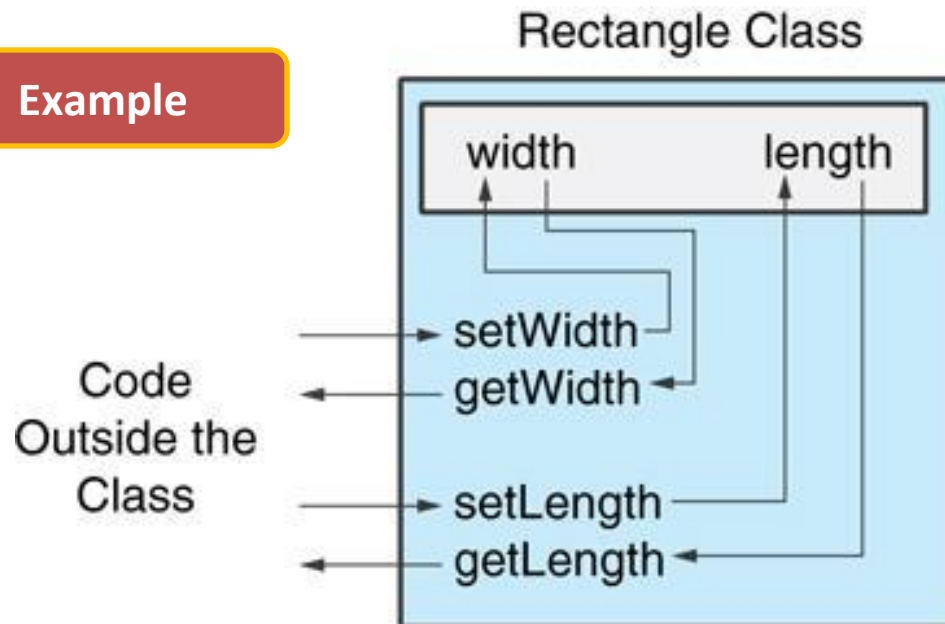 Rectangle Class
Example
width length
setWidth
getWidth
Code
Outside the
Class
setLength
getLength